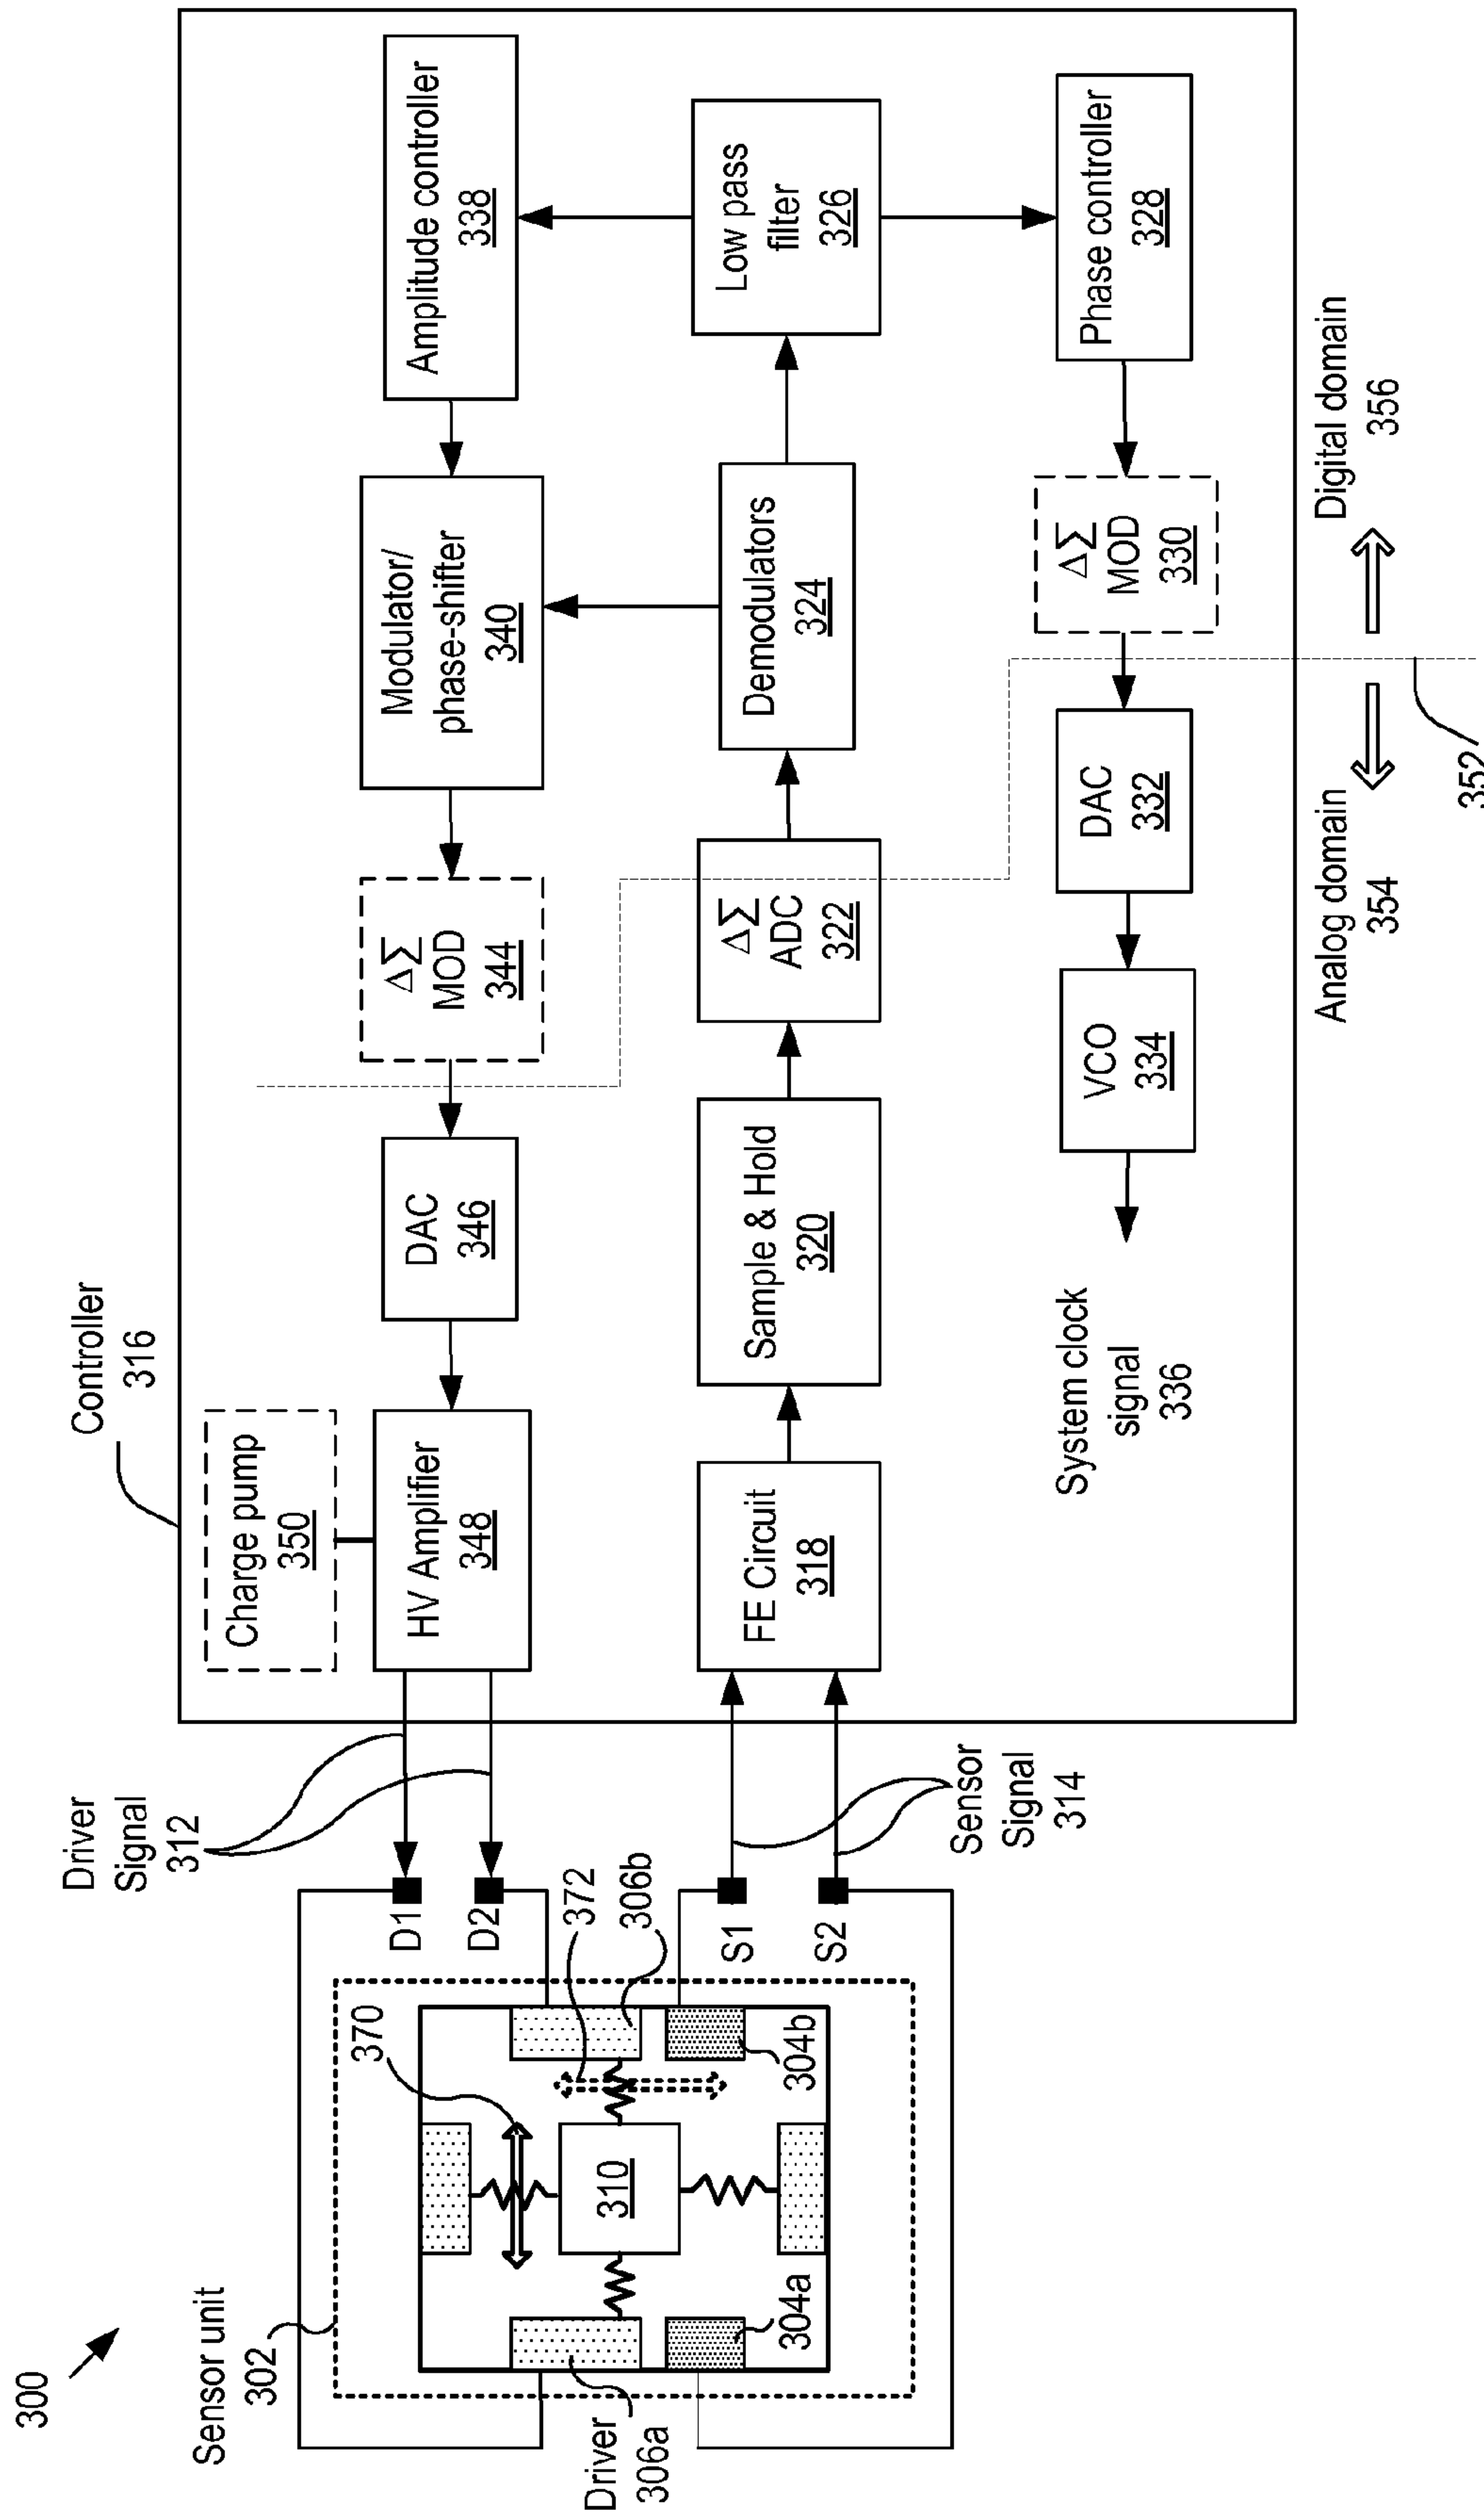 300
Sensor unit
302
Driver
Signal
312
Controller
316
Charge pump
350
HV Amplifier
348
DAC
346
ΔΣ
MOD
344
Modulator/
phase-shifter
340
Amplitude controller
338
D1
D2
370
372
306b
310
304a
304b
Driver
306a
S1
S2
Sensor
Signal
314
FE Circuit
318
Sample & Hold
320
ΔΣ
ADC
322
Demodulators
324
Low pass
filter
326
System clock
signal
336
VCO
334
DAC
332
ΔΣ
MOD
330
Phase controller
328
Analog domain
354
Digital domain
356
352